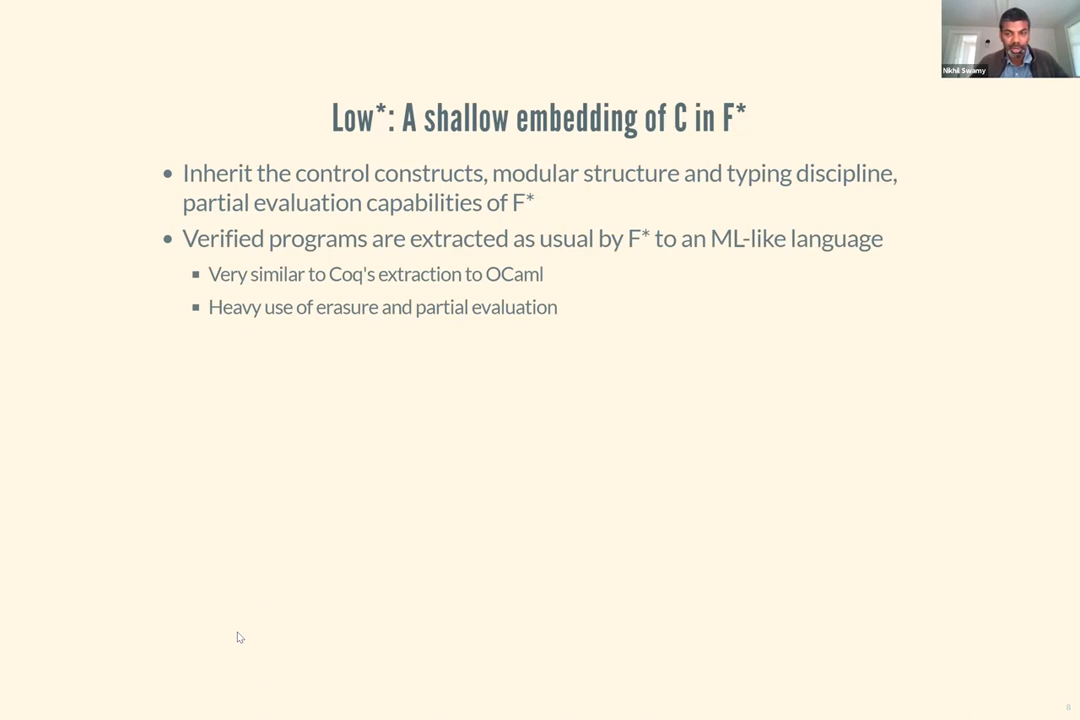 Nikhil Swamy
Low*: A shallow embedding of C in F*
• Inherit the control constructs, modular structure and typing discipline,
partial evaluation capabilities of F*
• Verified programs are extracted as usual by F* to an ML-like language
▪ Very similar to Coq's extraction to OCaml
▪ Heavy use of erasure and partial evaluation
8